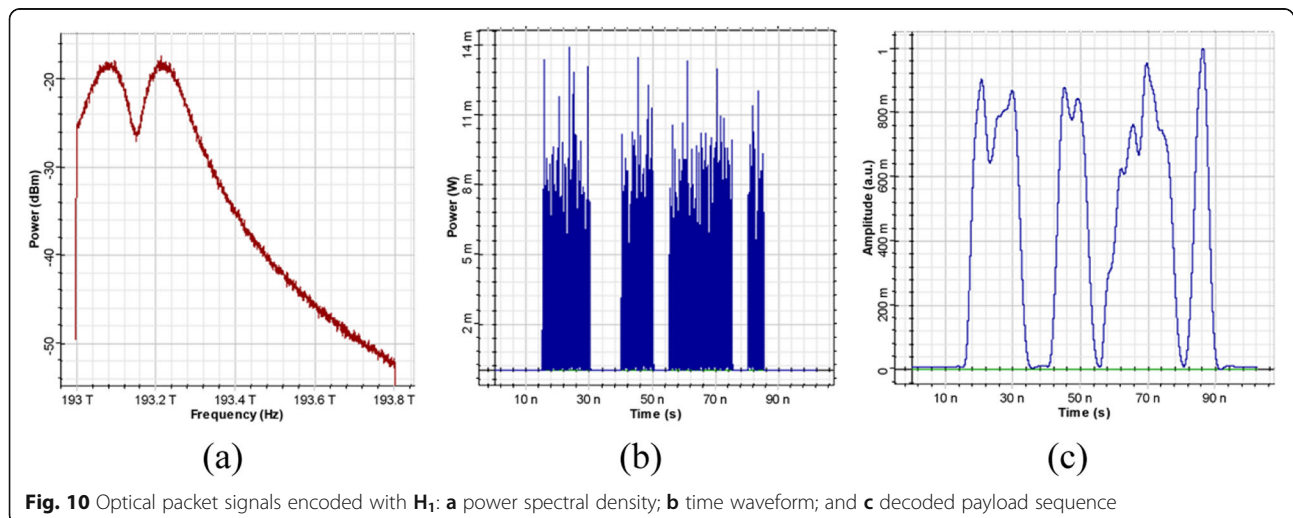 -20
-30
-40
-50
Power (dBm)
193 T
193.2 T
193.4 T
193.6 T
193.8 T
Frequency (Hz)
(a)
14 m
11 m
8 m
5 m
2 m
Power (W)
10 n
30 n
50 n
70 n
90 n
Time (s)
(b)
1
800 m
600 m
400 m
200 m
0
Amplitude (a.u.)
10 n
30 n
50 n
70 n
90 n
Time (s)
(c)
Fig. 10 Optical packet signals encoded with H1: a power spectral density; b time waveform; and c decoded payload sequence